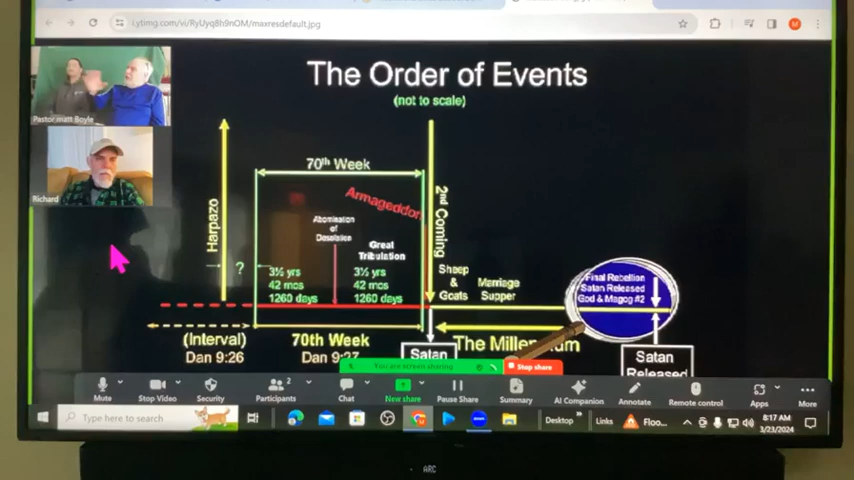 i.ytimg.com/vi/RyUyq8h9nOM/maxresdefault.jpg
Pastor matt Boyle
Richard
The Order of Events
(not to scale)
70th Week
Harpazo
?
Armageddon
2nd Coming
Abomination
of
Desolation
Great
Tribulation
3½ yrs
42 mos
1260 days
3½ yrs
42 mos
1260 days
Sheep
&
Goats
Marriage
Supper
Final Rebellion
Satan Released
God & Magog #2
(Interval)
Dan 9:26
70th Week
Dan 9:27
The Millennium
Satan
Satan
Released
You are screen sharing
Stop share
Mute
Stop Video
Security
Participants
2
Chat
New share
Pause Share
Summary
AI Companion
Annotate
Remote control
Apps
More
Type here to search
Desktop
Links
Floo...
8:17 AM
3/23/2024
ARC